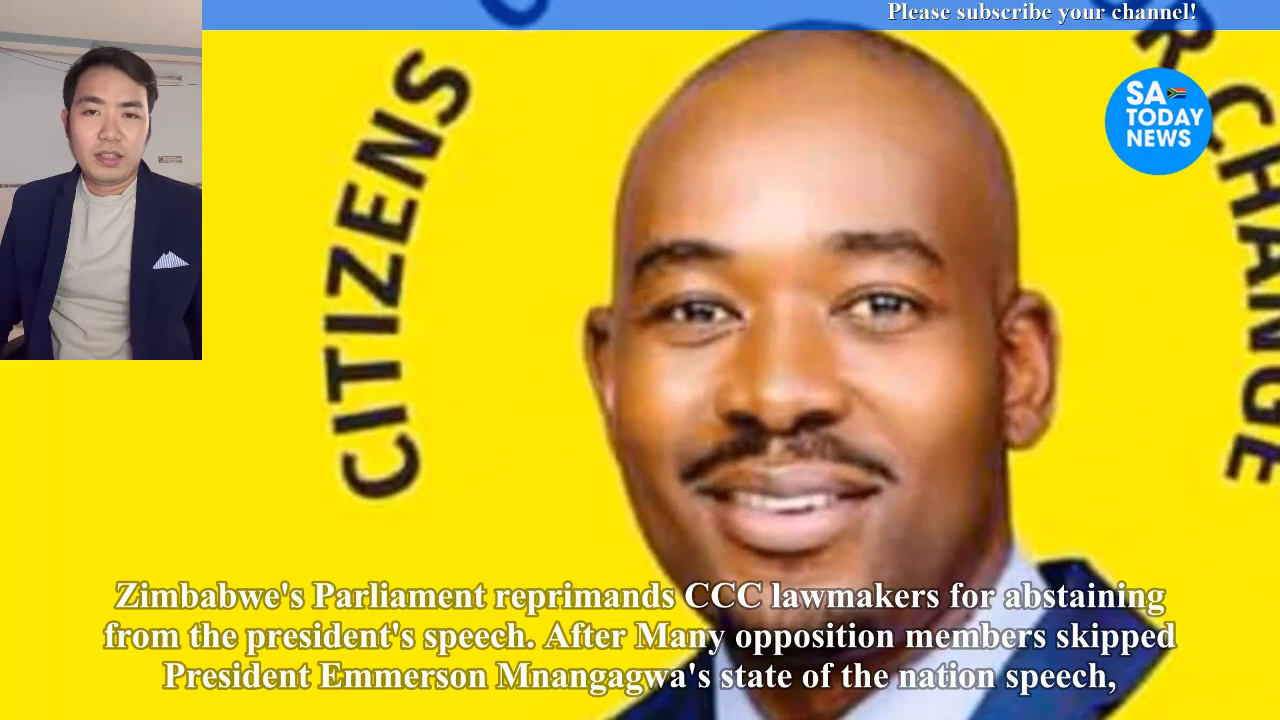 Please subscribe your channel!
CITIZENS
CHANGE
SA
TODAY
NEWS
Zimbabwe's Parliament reprimands CCC lawmakers for abstaining
from the president's speech. After Many opposition members skipped
President Emmerson Mnangagwa's state of the nation speech,